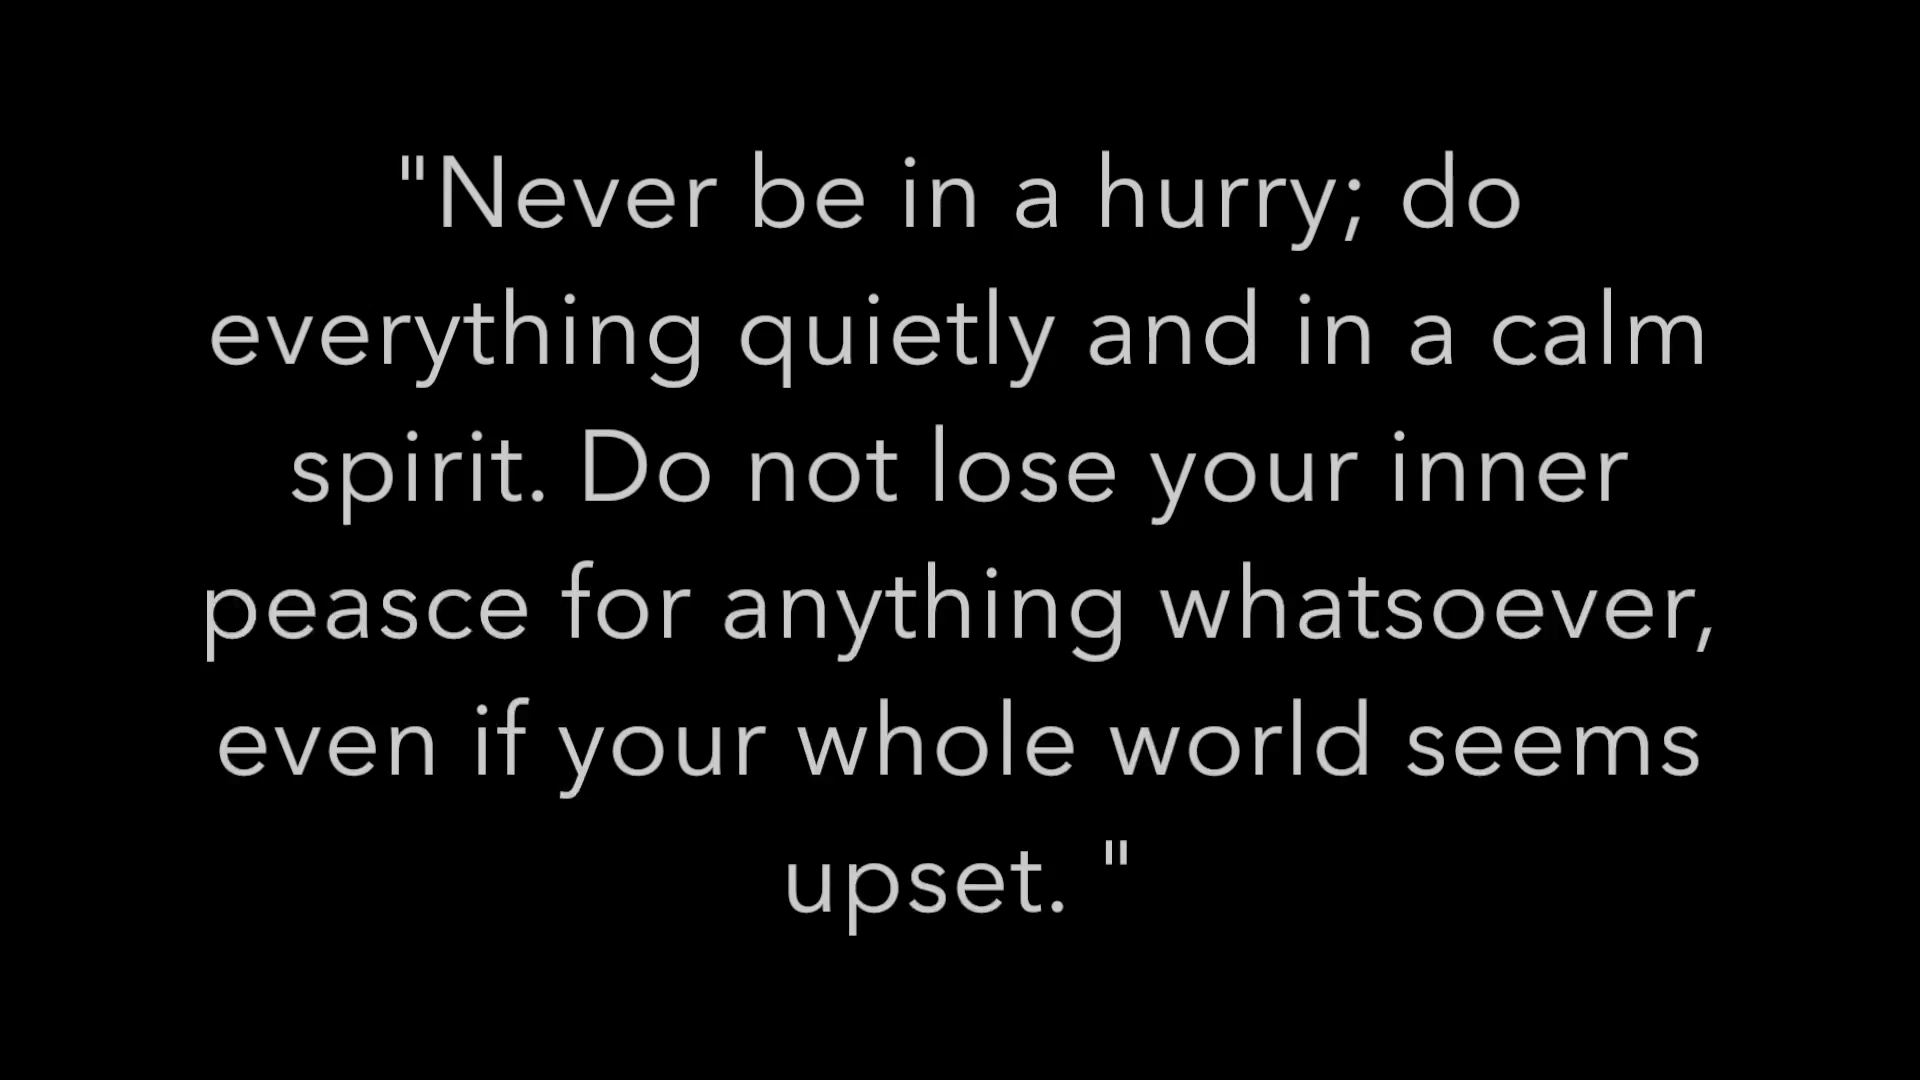 "Never be in a hurry; do
everything quietly and in a calm
spirit. Do not lose your inner
peasce for anything whatsoever,
even if your whole world seems
upset. "